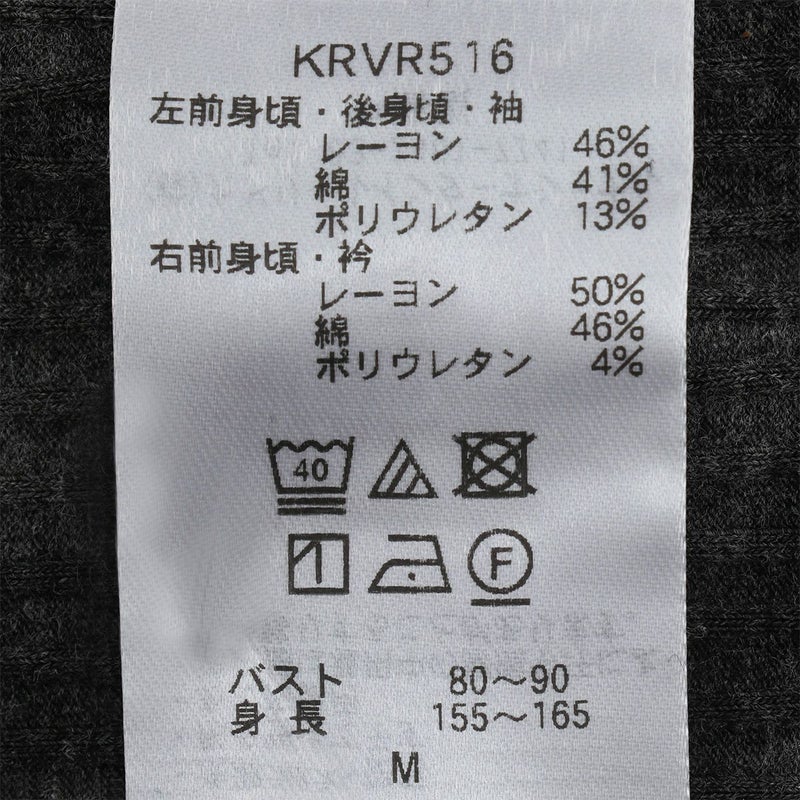 KRVR516
左前身頃・後身頃・袖
レーヨン 46%
綿 41%
ポリウレタン 13%
右前身頃・衿
レーヨン 50%
綿 46%
ポリウレタン 4%
40
F
バスト 80～90
身長 155～165
M